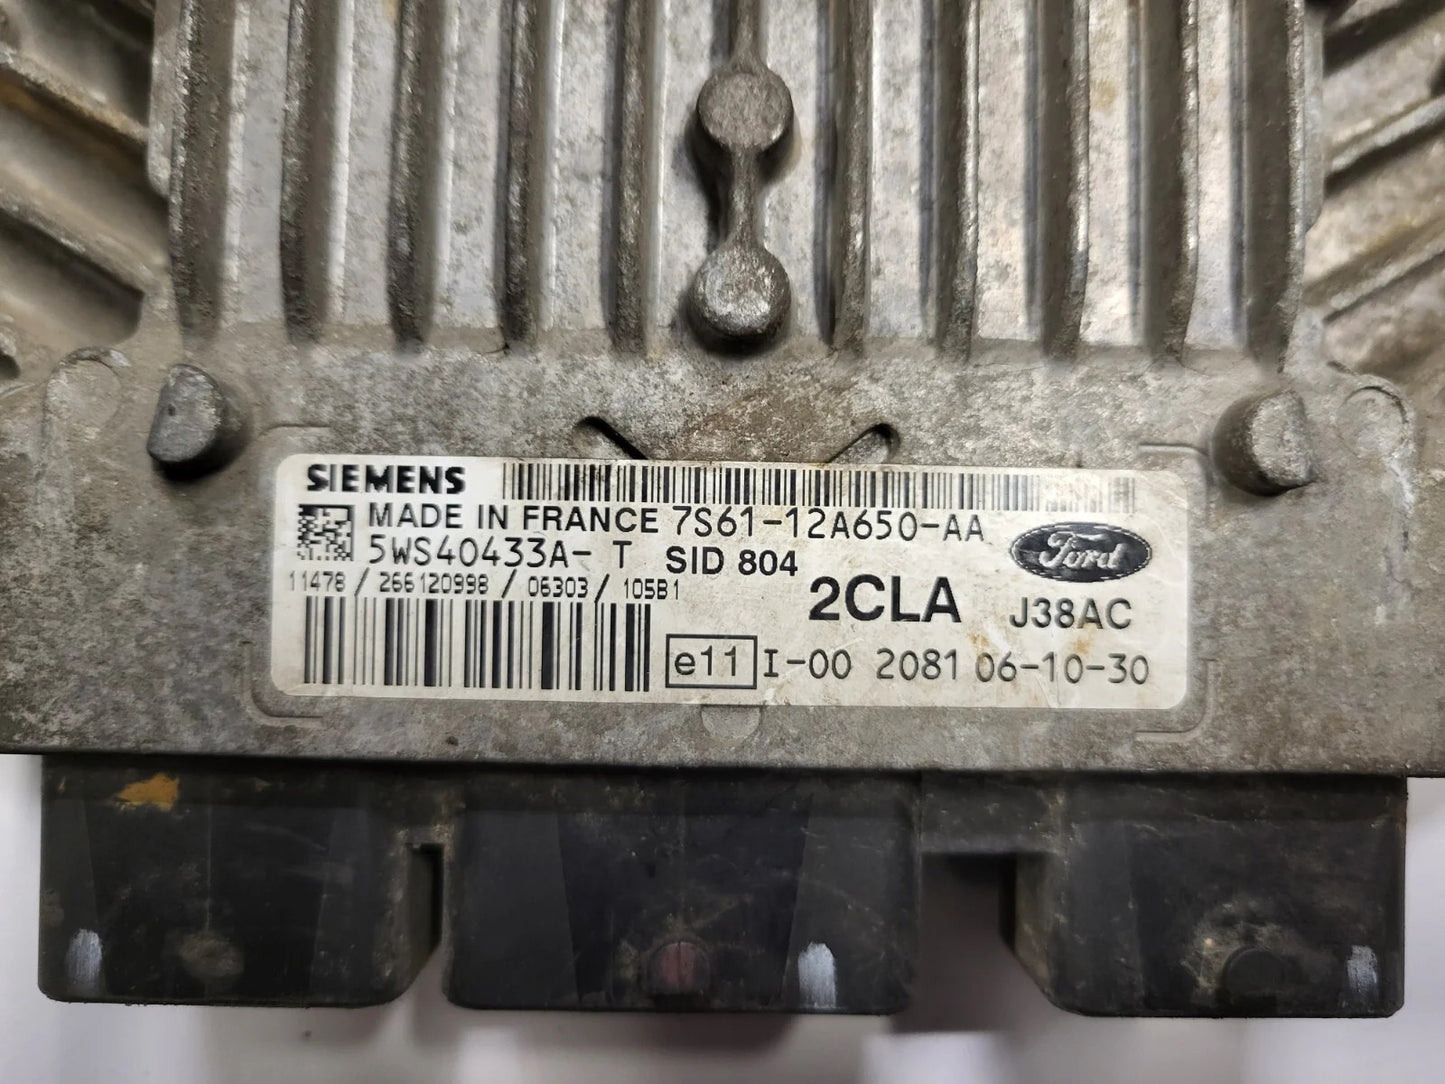 SIEMENS
MADE IN FRANCE 7S61-12A650-AA
5WS40433A- T SID 804
Ford
11478 / 266120998 / 06303 / 105B1
2CLA J38AC
e11 I-00 2081 06-10-30